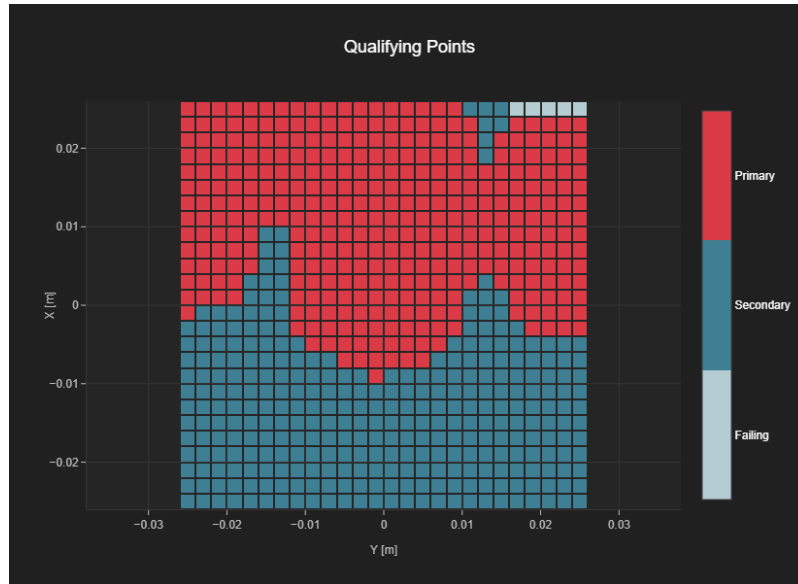 Qualifying Points
0.02
0.01
0
−0.01
−0.02
X [m]
−0.03
−0.02
−0.01
0
0.01
0.02
0.03
Y [m]
Primary
Secondary
Failing